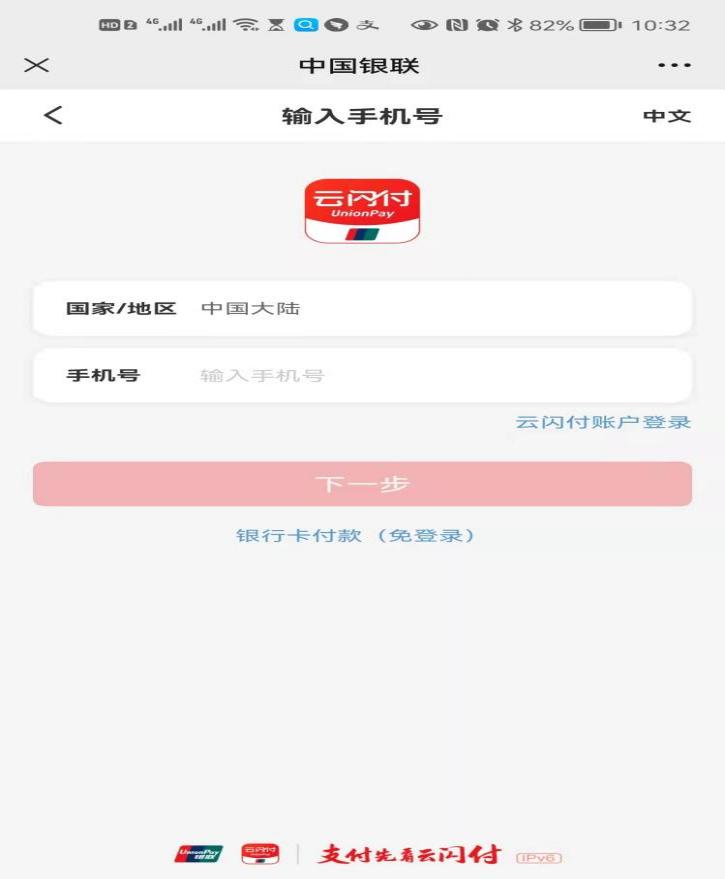 HD 2 4G 4G 支 82% 10:32
中国银联
输入手机号 中文
云闪付
UnionPay
国家/地区 中国大陆
手机号 输入手机号
云闪付账户登录
下一步
银行卡付款（免登录）
UnionPay 银联 云闪付 支付先看云闪付 IPv6